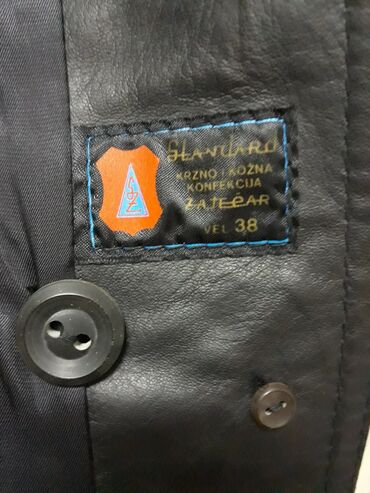 Standard
KRZNO I KOŽNA
KONFEKCIJA
ZAJEČAR
VEL. 38